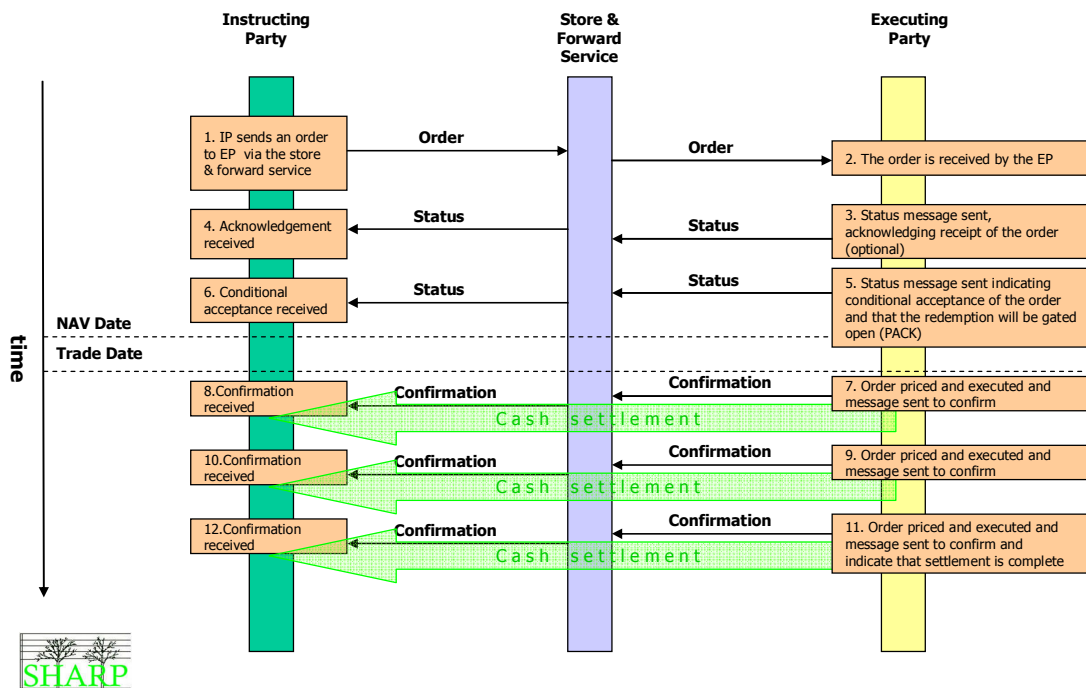 Instructing
Party
Store &
Forward
Service
Executing
Party
1. IP sends an order
to EP via the store
& forward service
Order
Order
2. The order is received by the EP
4. Acknowledgement
received
Status
Status
3. Status message sent,
acknowledging receipt of the order
(optional)
6. Conditional
acceptance received
Status
Status
5. Status message sent indicating
conditional acceptance of the order
and that the redemption will be gated
open (PACK)
NAV Date
Trade Date
time
8.Confirmation
received
Confirmation
Confirmation
7. Order priced and executed and
message sent to confirm
Cash settlement
10.Confirmation
received
Confirmation
Confirmation
9. Order priced and executed and
message sent to confirm
Cash settlement
12.Confirmation
received
Confirmation
Confirmation
11. Order priced and executed and
message sent to confirm and
indicate that settlement is complete
Cash settlement
SHARP